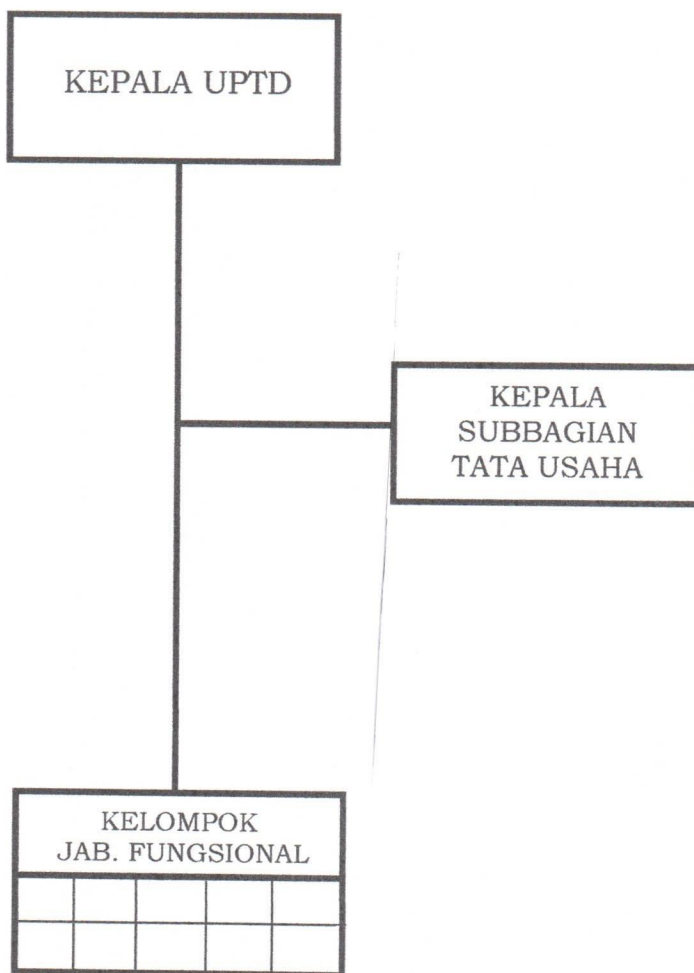 KEPALA UPTD
KEPALA
SUBBAGIAN
TATA USAHA
KELOMPOK
JAB. FUNGSIONAL